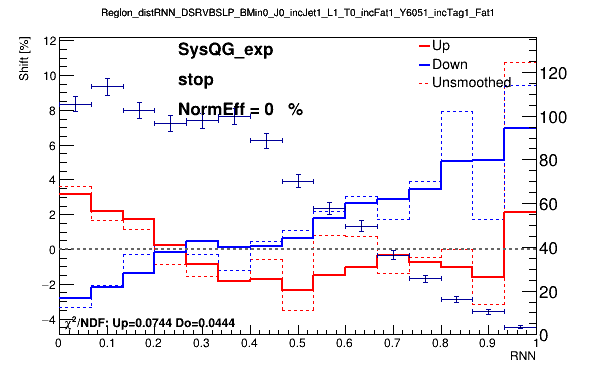 Region_distRNN_DSRVBSLP_BMin0_J0_incJet1_L1_T0_incFat1_Y6051_incTag1_Fat1
Shift [%]
SysQG_exp
stop
NormEff = 0 %
Up
Down
Unsmoothed
12
10
8
6
4
2
0
−2
−4
120
100
80
60
40
20
0
χ²/NDF: Up=0.0744 Do=0.0444
0 0.1 0.2 0.3 0.4 0.5 0.6 0.7 0.8 0.9 1
RNN